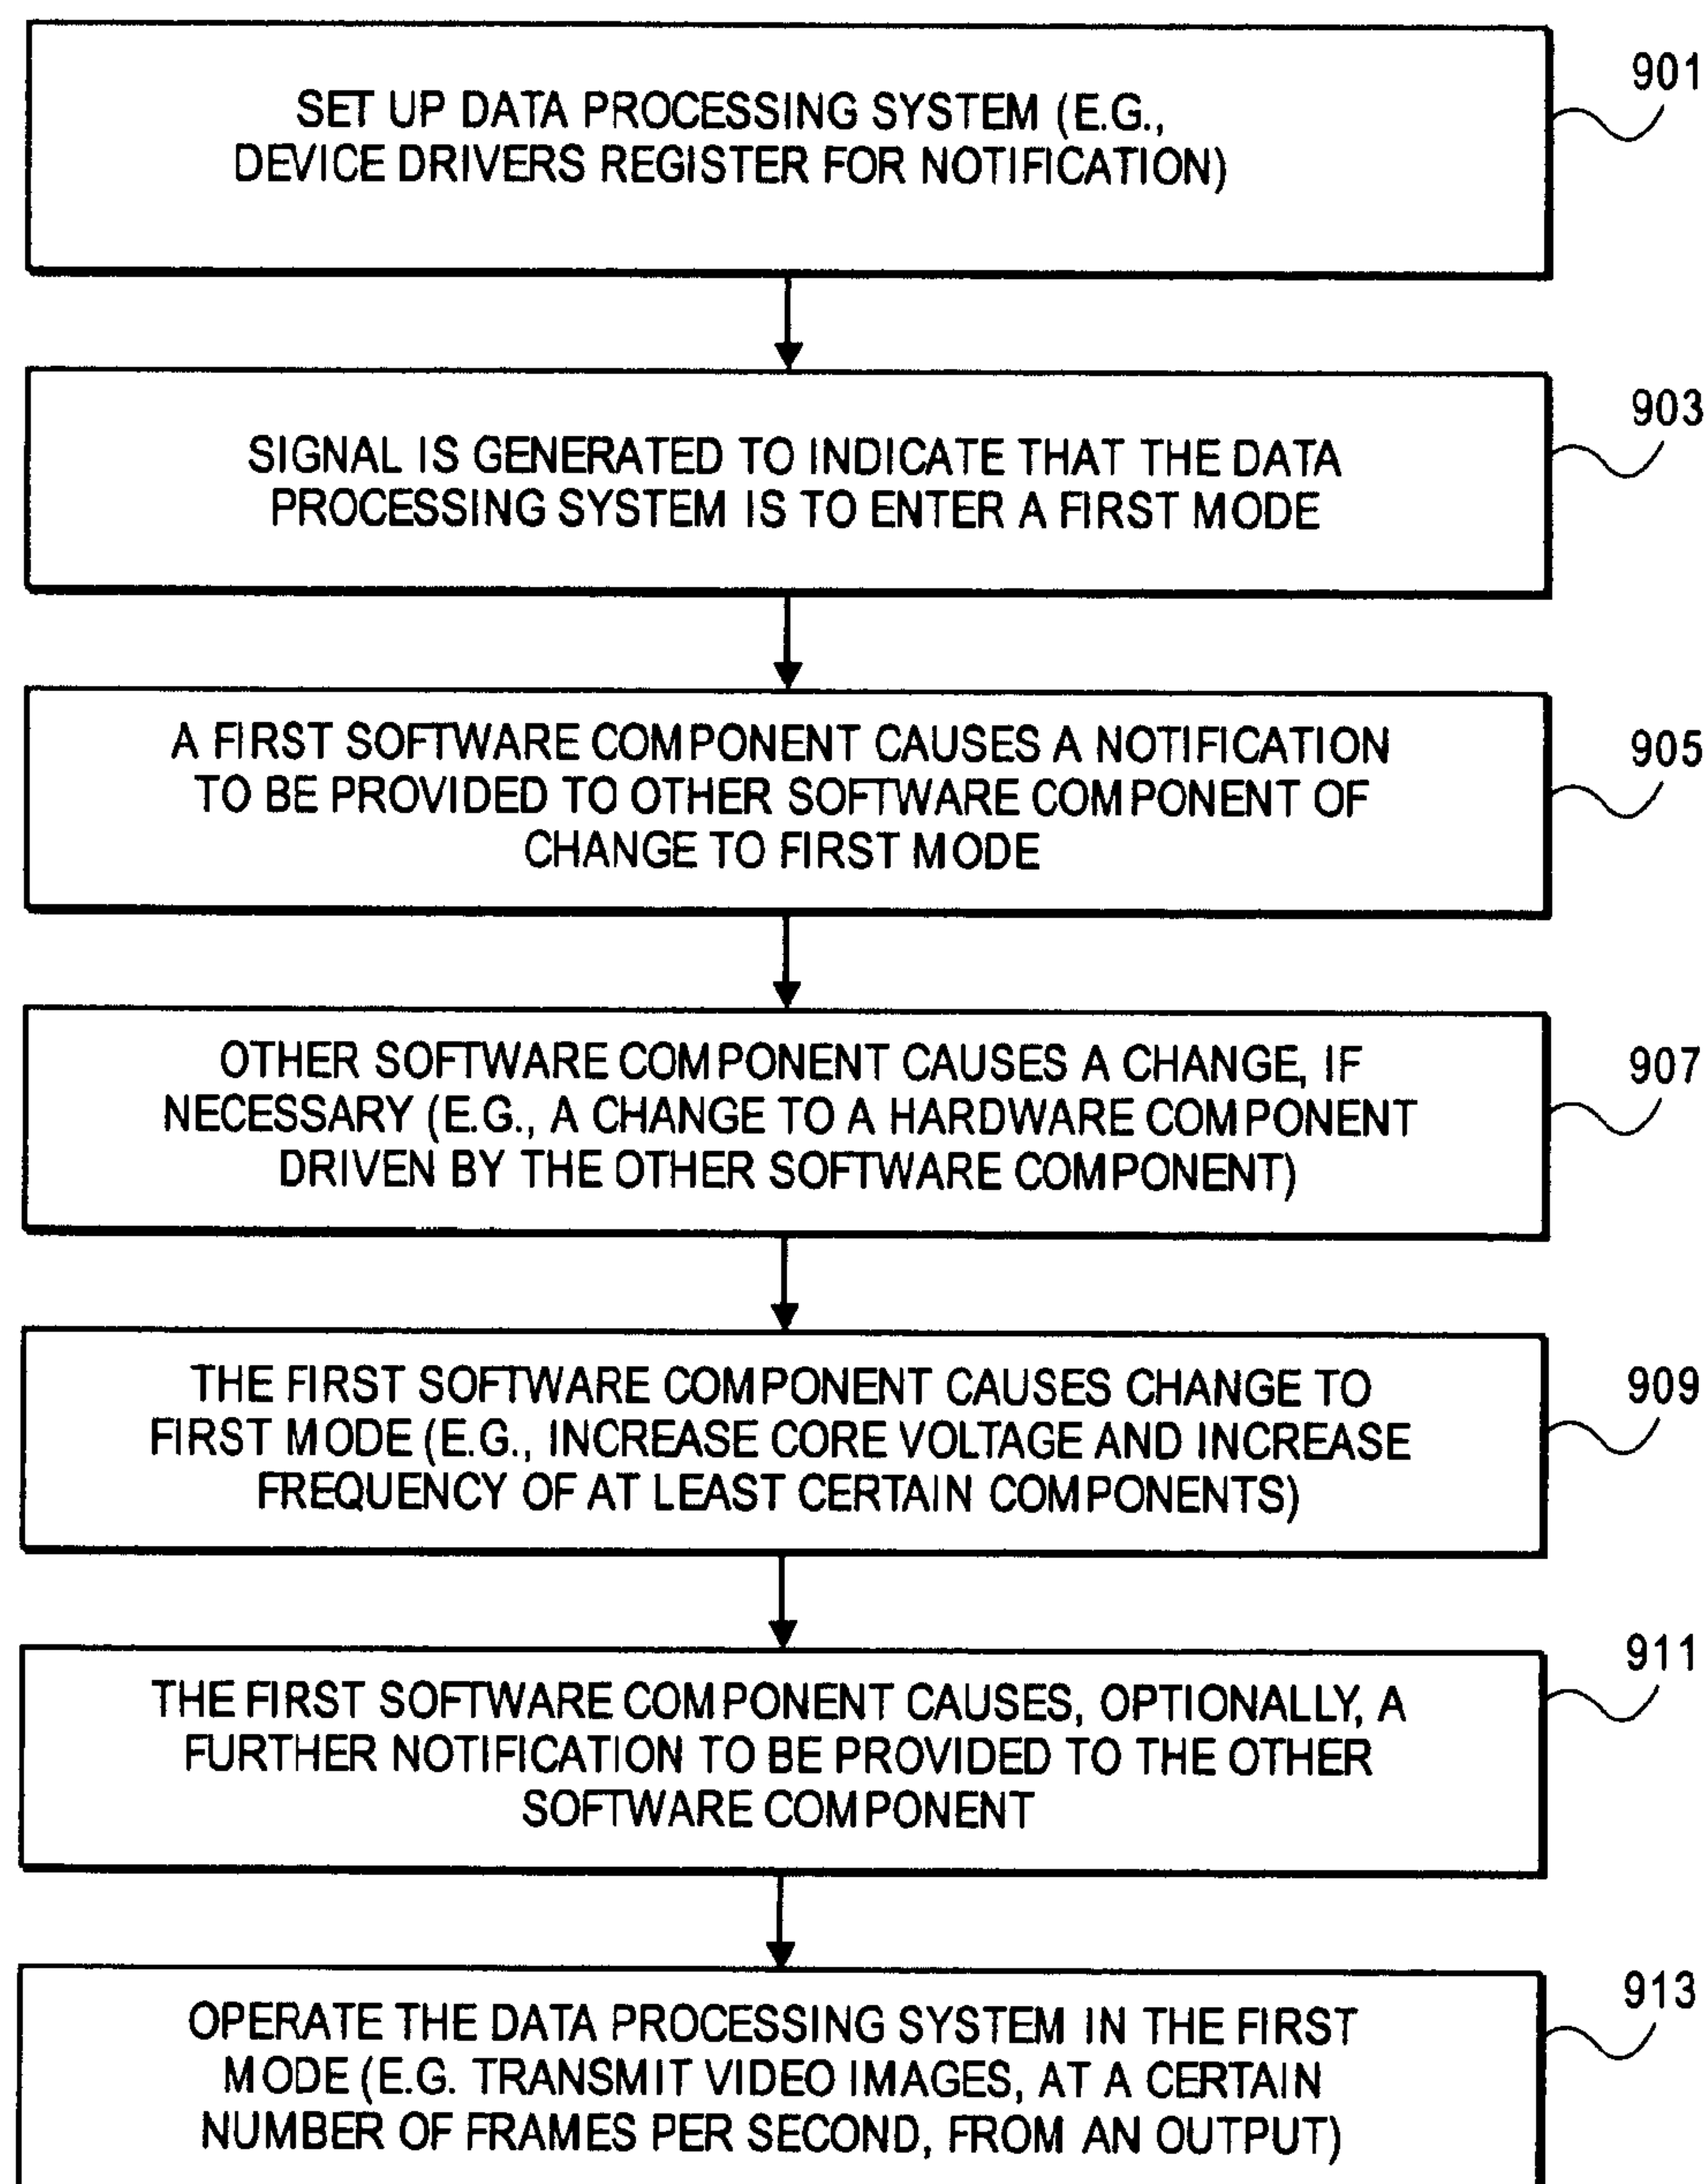 SET UP DATA PROCESSING SYSTEM (E.G.,
DEVICE DRIVERS REGISTER FOR NOTIFICATION)
901
SIGNAL IS GENERATED TO INDICATE THAT THE DATA
PROCESSING SYSTEM IS TO ENTER A FIRST MODE
903
A FIRST SOFTWARE COMPONENT CAUSES A NOTIFICATION
TO BE PROVIDED TO OTHER SOFTWARE COMPONENT OF
CHANGE TO FIRST MODE
905
OTHER SOFTWARE COMPONENT CAUSES A CHANGE, IF
NECESSARY (E.G., A CHANGE TO A HARDWARE COMPONENT
DRIVEN BY THE OTHER SOFTWARE COMPONENT)
907
THE FIRST SOFTWARE COMPONENT CAUSES CHANGE TO
FIRST MODE (E.G., INCREASE CORE VOLTAGE AND INCREASE
FREQUENCY OF AT LEAST CERTAIN COMPONENTS)
909
THE FIRST SOFTWARE COMPONENT CAUSES, OPTIONALLY, A
FURTHER NOTIFICATION TO BE PROVIDED TO THE OTHER
SOFTWARE COMPONENT
911
OPERATE THE DATA PROCESSING SYSTEM IN THE FIRST
MODE (E.G. TRANSMIT VIDEO IMAGES, AT A CERTAIN
NUMBER OF FRAMES PER SECOND, FROM AN OUTPUT)
913